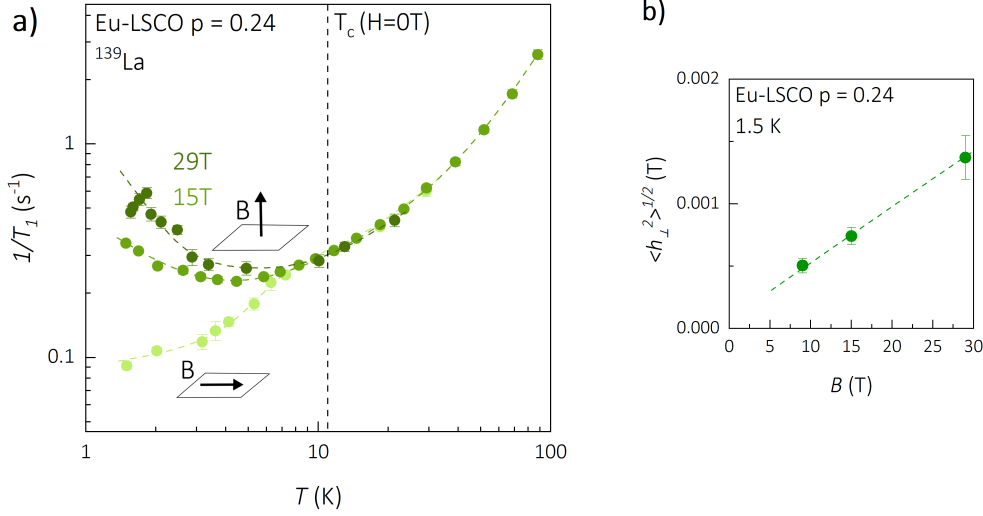 a)
Eu-LSCO p = 0.24
T_c (H=0T)
¹³⁹La
29T
15T
B
B
1/T₁ (s⁻¹)
1
0.1
1
10
100
T (K)
b)
Eu-LSCO p = 0.24
1.5 K
<h_⊥²>^1/2 (T)
0.002
0.001
0.000
0
5
10
15
20
25
30
B (T)